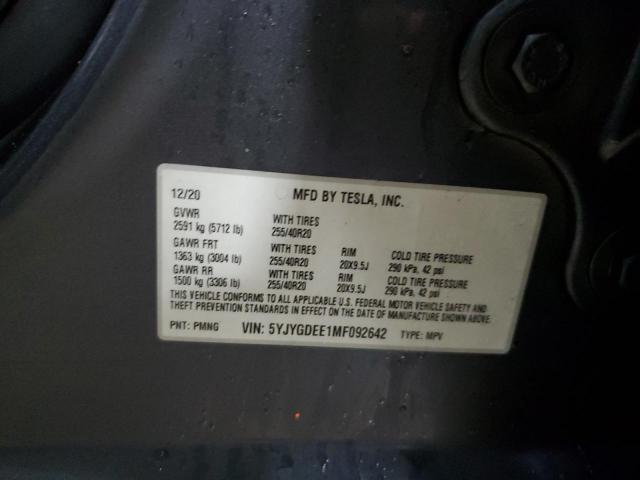 12/20 MFD BY TESLA, INC.
GVWR WITH TIRES
2591 kg (5712 lb) 255/40R20
GAWR FRT WITH TIRES RIM COLD TIRE PRESSURE
1363 kg (3004 lb) 255/40R20 20X9.5J 290 kPa, 42 psi
GAWR RR WITH TIRES RIM COLD TIRE PRESSURE
1500 kg (3306 lb) 255/40R20 20X9.5J 290 kPa, 42 psi
THIS VEHICLE CONFORMS TO ALL APPLICABLE U.S. FEDERAL MOTOR VEHICLE SAFETY AND
THEFT PREVENTION STANDARDS IN EFFECT ON THE DATE OF MANUFACTURE SHOWN ABOVE.
PNT: PMNG VIN: 5YJYGDEE1MF092642 TYPE: MPV